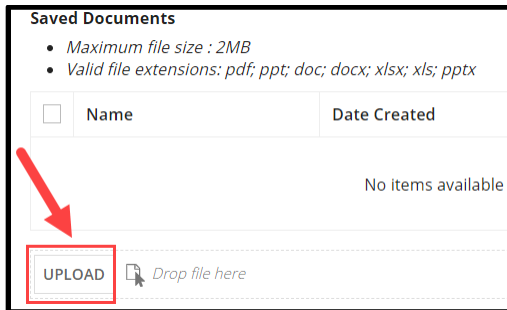 Saved Documents
Maximum file size : 2MB
Valid file extensions: pdf; ppt; doc; docx; xlsx; xls; pptx
Name Date Created
No items available
UPLOAD Drop file here